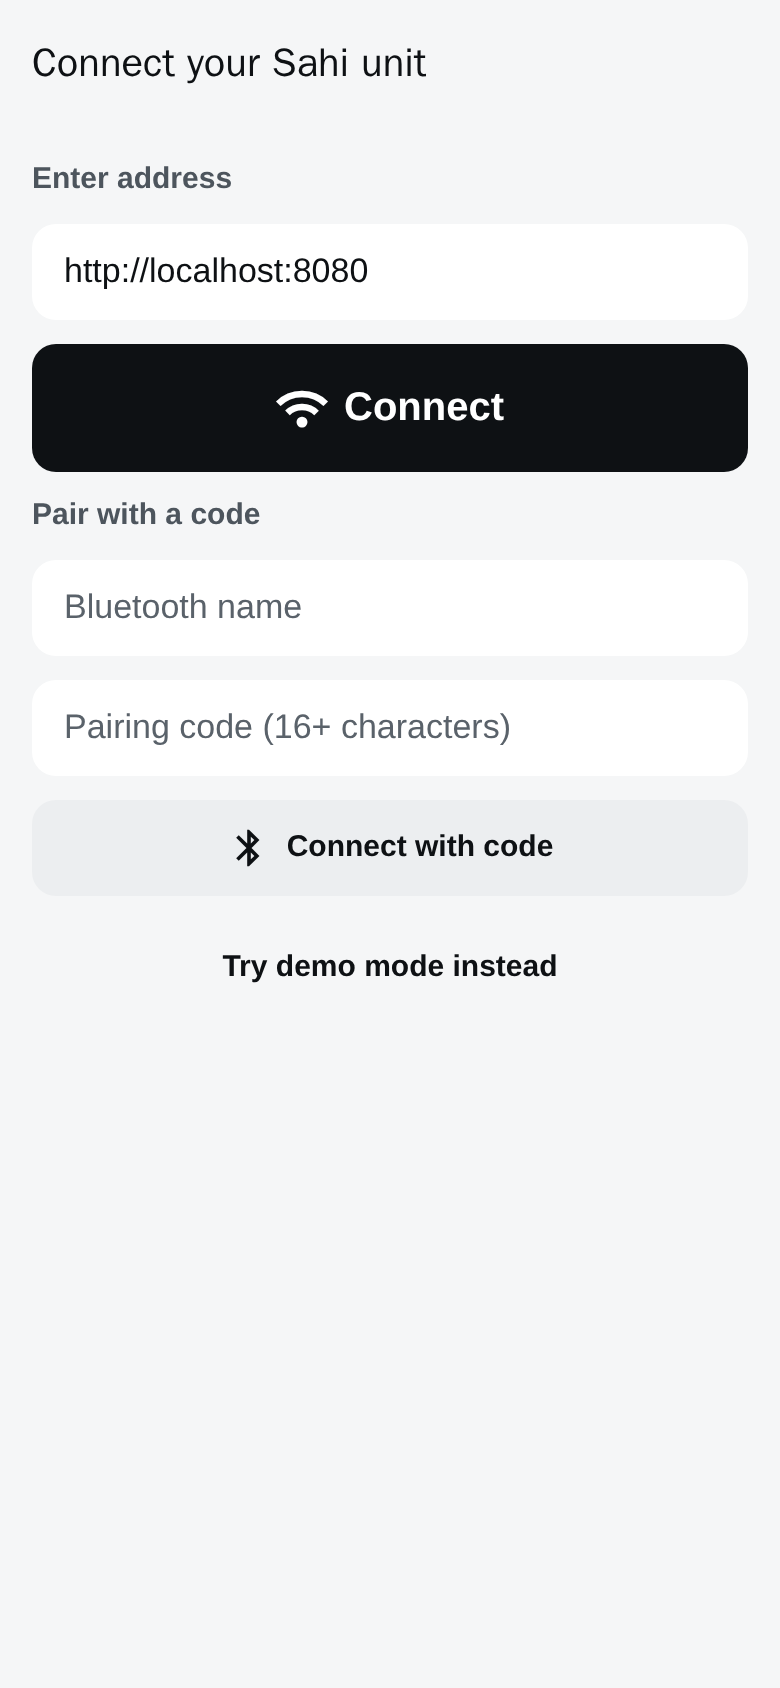 Connect your Sahi unit
Enter address
http://localhost:8080
Connect
Pair with a code
Bluetooth name
Pairing code (16+ characters)
Connect with code
Try demo mode instead